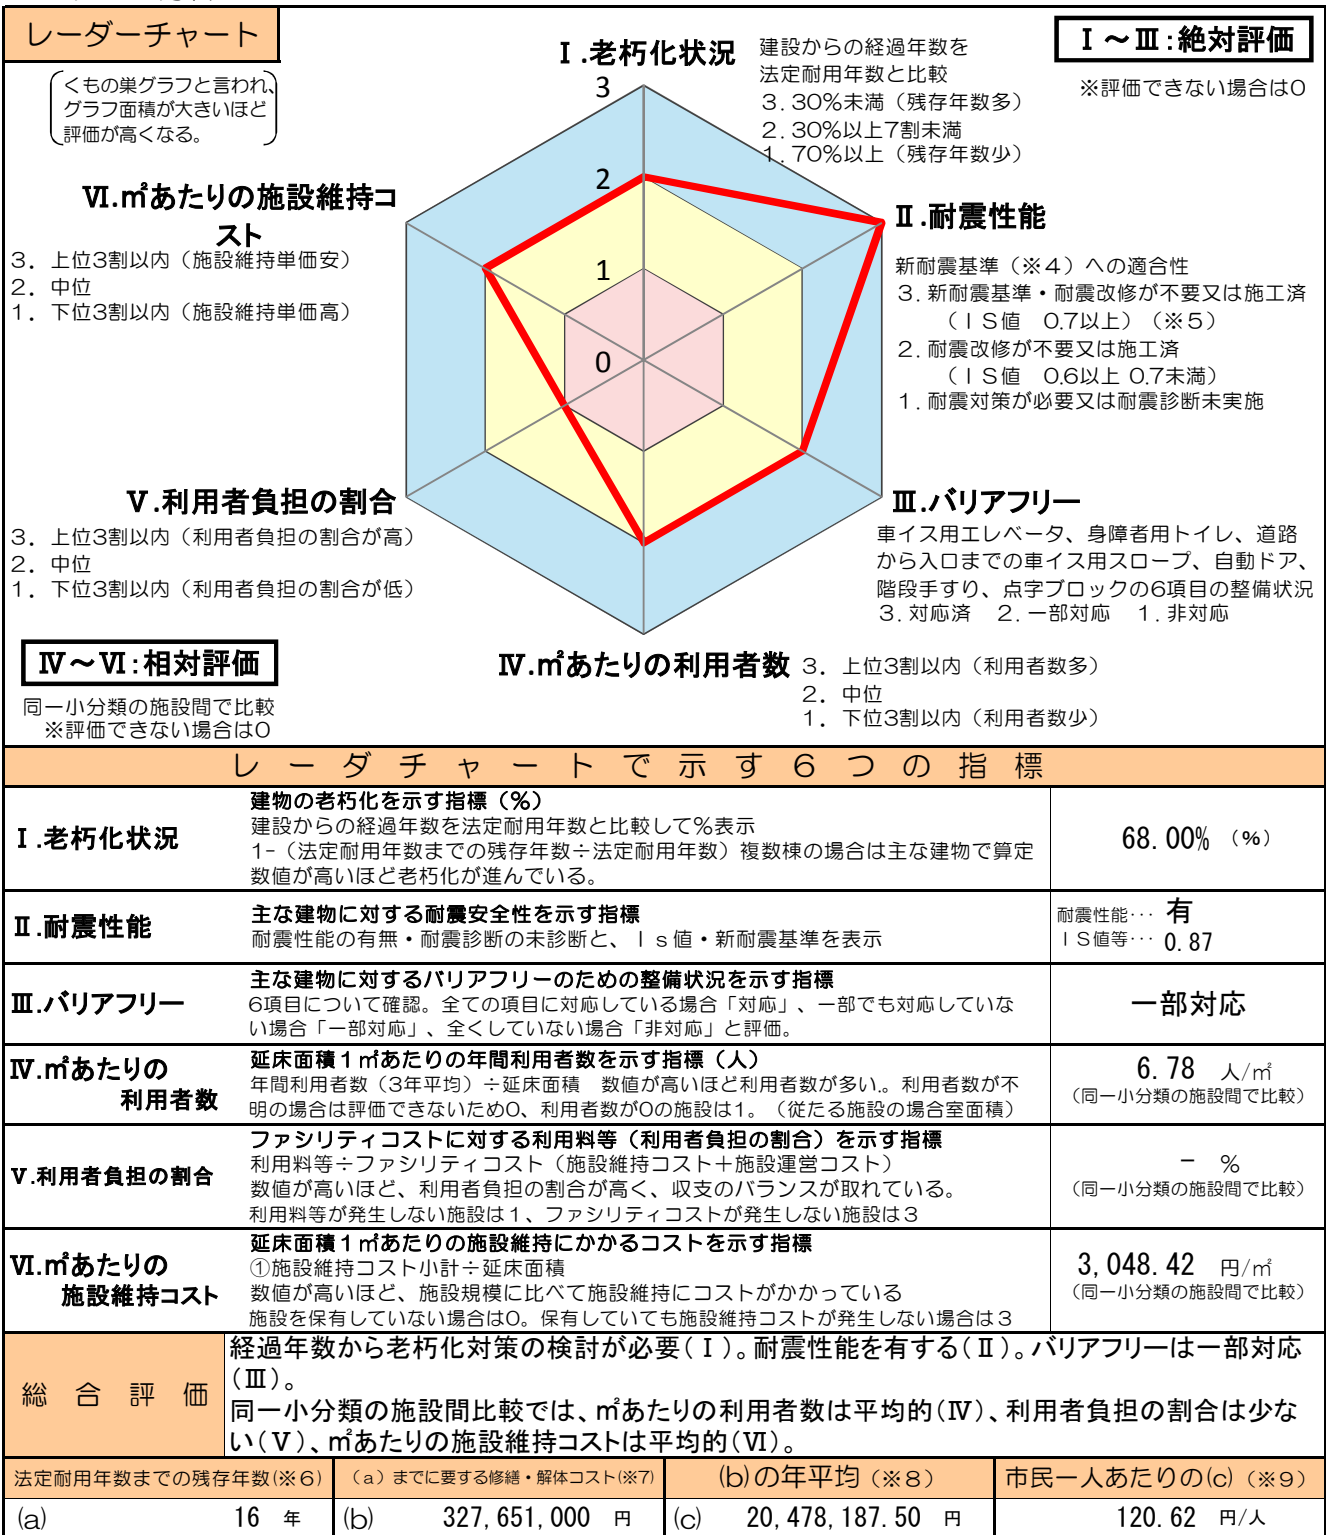 レーダーチャート
くもの巣グラフと言われ、
グラフ面積が大きいほど
評価が高くなる。
Ⅰ～Ⅲ:絶対評価
※評価できない場合は0
Ⅰ.老朽化状況
建設からの経過年数を
法定耐用年数と比較
3.30%未満（残存年数多）
2.30%以上7割未満
1.70%以上（残存年数少）
3
2
1
0
Ⅱ.耐震性能
新耐震基準（※4）への適合性
3.新耐震基準・耐震改修が不要又は施工済
（ＩＳ値　0.7以上）（※5）
2.耐震改修が不要又は施工済
（ＩＳ値　0.6以上 0.7未満）
1.耐震対策が必要又は耐震診断未実施
Ⅵ.㎡あたりの施設維持コ
スト
3．上位3割以内（施設維持単価安）
2．中位
1．下位3割以内（施設維持単価高）
Ⅲ.バリアフリー
車イス用エレベータ、身障者用トイレ、道路
から入口までの車イス用スロープ、自動ドア、
階段手すり、点字ブロックの6項目の整備状況
3.対応済　2.一部対応　1.非対応
Ⅴ.利用者負担の割合
3．上位3割以内（利用者負担の割合が高）
2．中位
1．下位3割以内（利用者負担の割合が低）
Ⅳ～Ⅵ:相対評価
同一小分類の施設間で比較
※評価できない場合は0
Ⅳ.㎡あたりの利用者数
3．上位3割以内（利用者数多）
2．中位
1．下位3割以内（利用者数少）
レーダチャートで示す6つの指標
Ⅰ.老朽化状況
建物の老朽化を示す指標（%）
建設からの経過年数を法定耐用年数と比較して%表示
1-（法定耐用年数までの残存年数÷法定耐用年数）複数棟の場合は主な建物で算定
数値が高いほど老朽化が進んでいる。
68.00%（%）
Ⅱ.耐震性能
主な建物に対する耐震安全性を示す指標
耐震性能の有無・耐震診断の未診断と、Ｉｓ値・新耐震基準を表示
耐震性能… 有
ＩＳ値等… 0.87
Ⅲ.バリアフリー
主な建物に対するバリアフリーのための整備状況を示す指標
6項目について確認。全ての項目に対応している場合「対応」、一部でも対応していな
い場合「一部対応」、全くしていない場合「非対応」と評価。
一部対応
Ⅳ.㎡あたりの
利用者数
延床面積1㎡あたりの年間利用者数を示す指標（人）
年間利用者数（3年平均）÷延床面積　数値が高いほど利用者数が多い.。利用者数が不
明の場合は評価できないため0、利用者数が0の施設は1。（従たる施設の場合室面積）
6.78 人/㎡
（同一小分類の施設間で比較）
Ⅴ.利用者負担の割合
ファシリティコストに対する利用料等（利用者負担の割合）を示す指標
利用料等÷ファシリティコスト（施設維持コスト+施設運営コスト）
数値が高いほど、利用者負担の割合が高く、収支のバランスが取れている。
利用料等が発生しない施設は1、ファシリティコストが発生しない施設は3
－ %
（同一小分類の施設間で比較）
Ⅵ.㎡あたりの
施設維持コスト
延床面積1㎡あたりの施設維持にかかるコストを示す指標
①施設維持コスト小計÷延床面積
数値が高いほど、施設規模に比べて施設維持にコストがかかっている
施設を保有していない場合は0。保有していても施設維持コストが発生しない場合は3
3,048.42 円/㎡
（同一小分類の施設間で比較）
総合評価
経過年数から老朽化対策の検討が必要(Ⅰ)。耐震性能を有する(Ⅱ)。バリアフリーは一部対応
(Ⅲ)。
同一小分類の施設間比較では、㎡あたりの利用者数は平均的(Ⅳ)、利用者負担の割合は少な
い(Ⅴ)、㎡あたりの施設維持コストは平均的(Ⅵ)。
法定耐用年数までの残存年数(※6)
（a）までに要する修繕・解体コスト(※7)
(b)の年平均（※8）
市民一人あたりの(c)（※9）
(a) 16 年
(b) 327,651,000 円
(c) 20,478,187.50 円
120.62 円/人